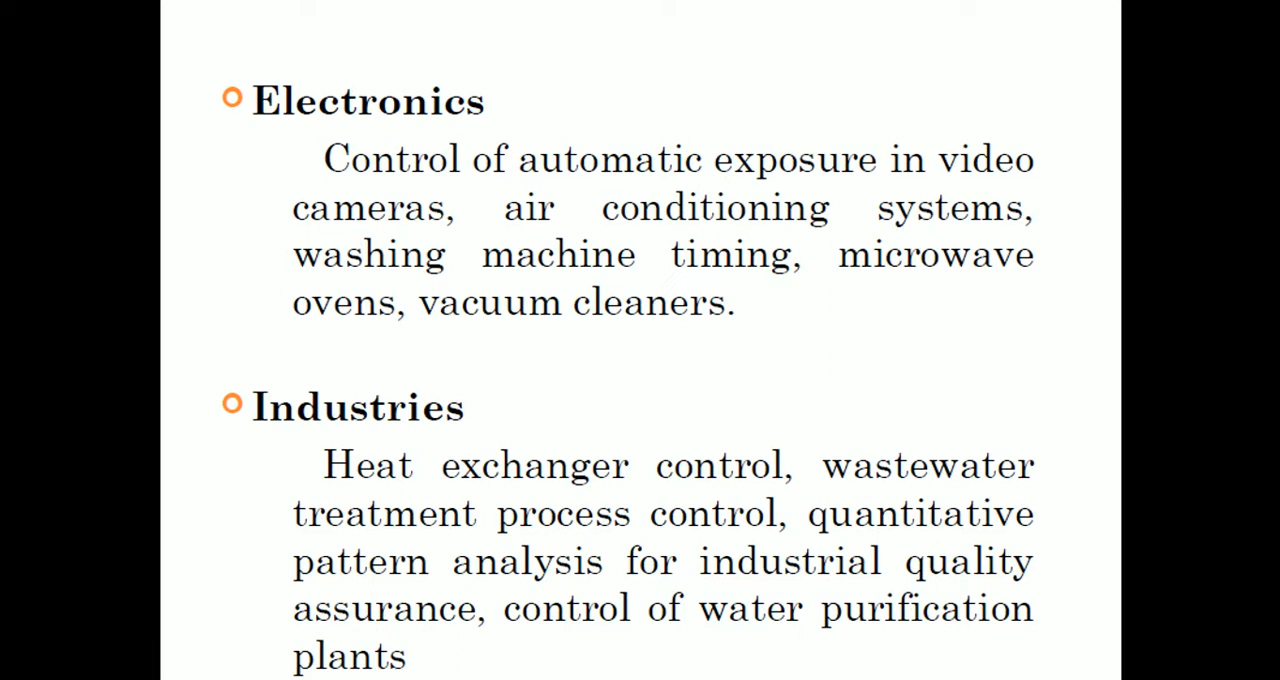 Electronics
Control of automatic exposure in video
cameras, air conditioning systems,
washing machine timing, microwave
ovens, vacuum cleaners.
Industries
Heat exchanger control, wastewater
treatment process control, quantitative
pattern analysis for industrial quality
assurance, control of water purification
plants